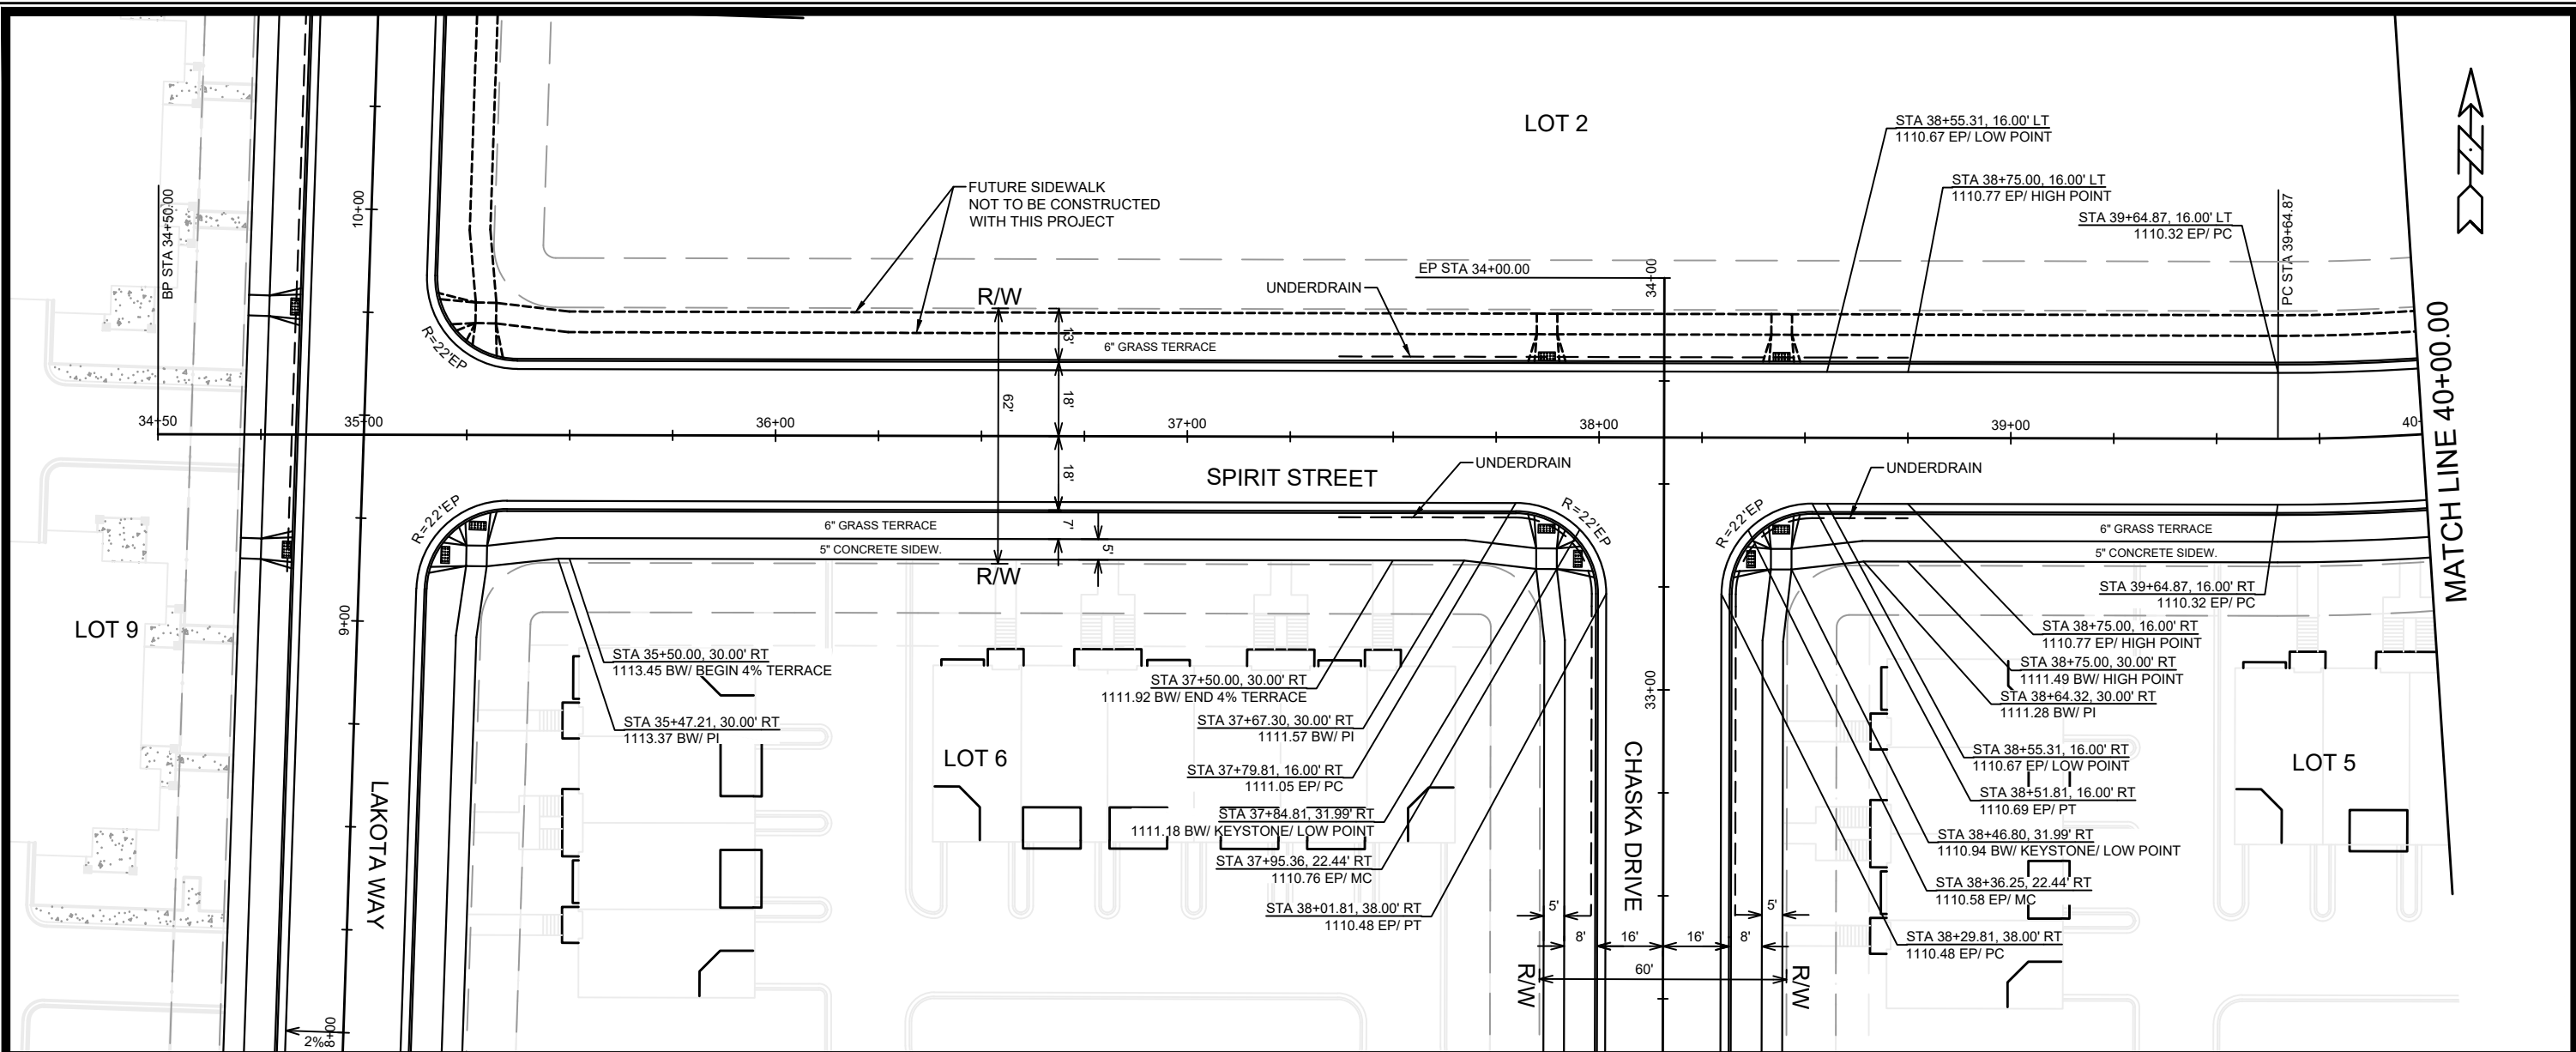 LOT 2
STA 38+55.31, 16.00' LT
1110.67 EP/ LOW POINT
STA 38+75.00, 16.00' LT
1110.77 EP/ HIGH POINT
STA 39+64.87, 16.00' LT
1110.32 EP/ PC
PC STA 39+64.87
BP STA 34+50.00
10+00
FUTURE SIDEWALK
NOT TO BE CONSTRUCTED
WITH THIS PROJECT
EP STA 34+00.00
34+00
UNDERDRAIN
R/W
13'
6" GRASS TERRACE
R=22'EP
62'
18'
34+50
35+00
36+00
37+00
38+00
39+00
40+
MATCH LINE 40+00.00
18'
SPIRIT STREET
UNDERDRAIN
UNDERDRAIN
R=22'EP
R=22'EP
R=22'EP
6" GRASS TERRACE
7'
5" CONCRETE SIDEW.
5'
6" GRASS TERRACE
5" CONCRETE SIDEW.
R/W
STA 39+64.87, 16.00' RT
1110.32 EP/ PC
LOT 9
9+00
STA 38+75.00, 16.00' RT
1110.77 EP/ HIGH POINT
STA 35+50.00, 30.00' RT
1113.45 BW/ BEGIN 4% TERRACE
STA 37+50.00, 30.00' RT
1111.92 BW/ END 4% TERRACE
33+00
STA 38+75.00, 30.00' RT
1111.49 BW/ HIGH POINT
STA 38+64.32, 30.00' RT
1111.28 BW/ PI
STA 35+47.21, 30.00' RT
1113.37 BW/ PI
STA 37+67.30, 30.00' RT
1111.57 BW/ PI
LOT 6
STA 37+79.81, 16.00' RT
1111.05 EP/ PC
STA 38+55.31, 16.00' RT
1110.67 EP/ LOW POINT
LOT 5
STA 38+51.81, 16.00' RT
1110.69 EP/ PT
LAKOTA WAY
STA 37+84.81, 31.99' RT
1111.18 BW/ KEYSTONE/ LOW POINT
CHASKA DRIVE
STA 38+46.80, 31.99' RT
1110.94 BW/ KEYSTONE/ LOW POINT
STA 37+95.36, 22.44' RT
1110.76 EP/ MC
STA 38+36.25, 22.44' RT
1110.58 EP/ MC
STA 38+01.81, 38.00' RT
1110.48 EP/ PT
5'
5'
8'
16'
16'
8'
STA 38+29.81, 38.00' RT
1110.48 EP/ PC
60'
R/W
R/W
2%
8+00